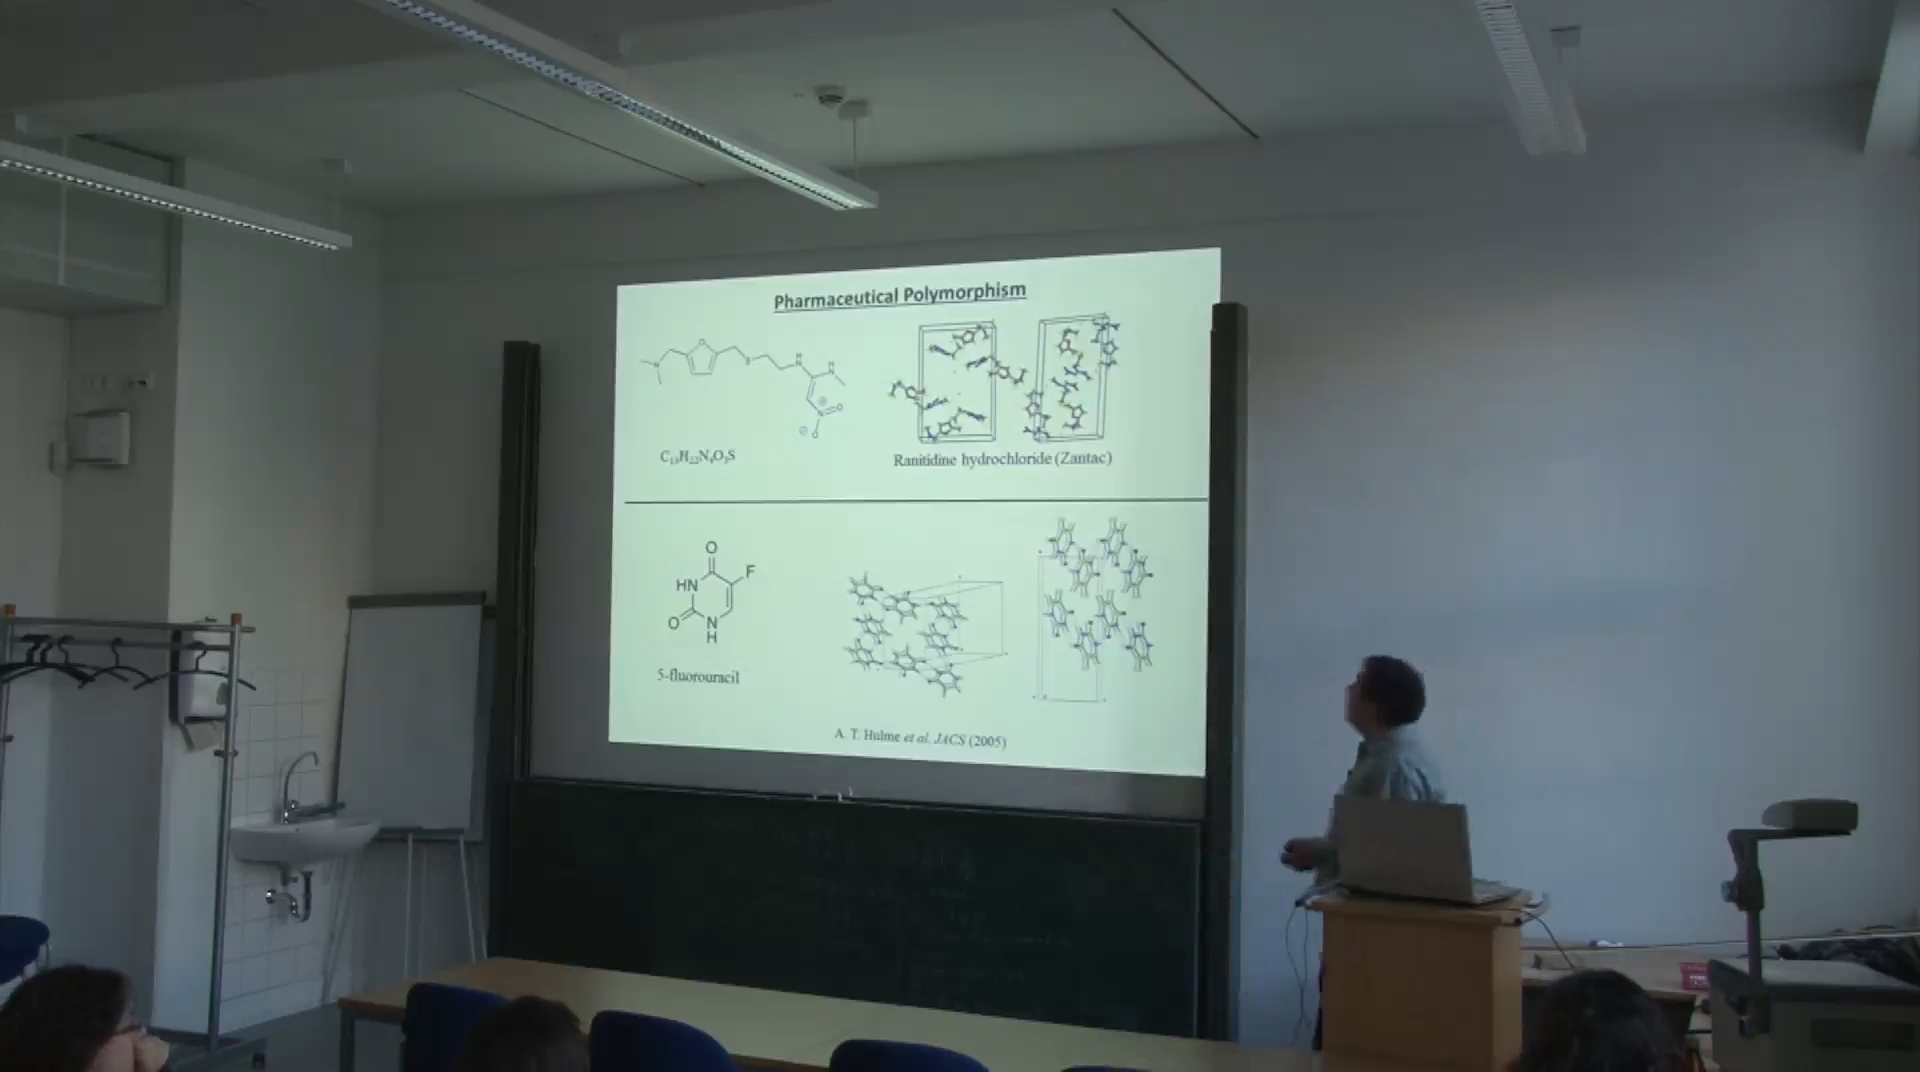 Pharmaceutical Polymorphism
C₁₃H₂₂N₄O₃S
Ranitidine hydrochloride (Zantac)
O
HN
F
O
N
H
5-fluorouracil
A. T. Hulme et al. JACS (2005)